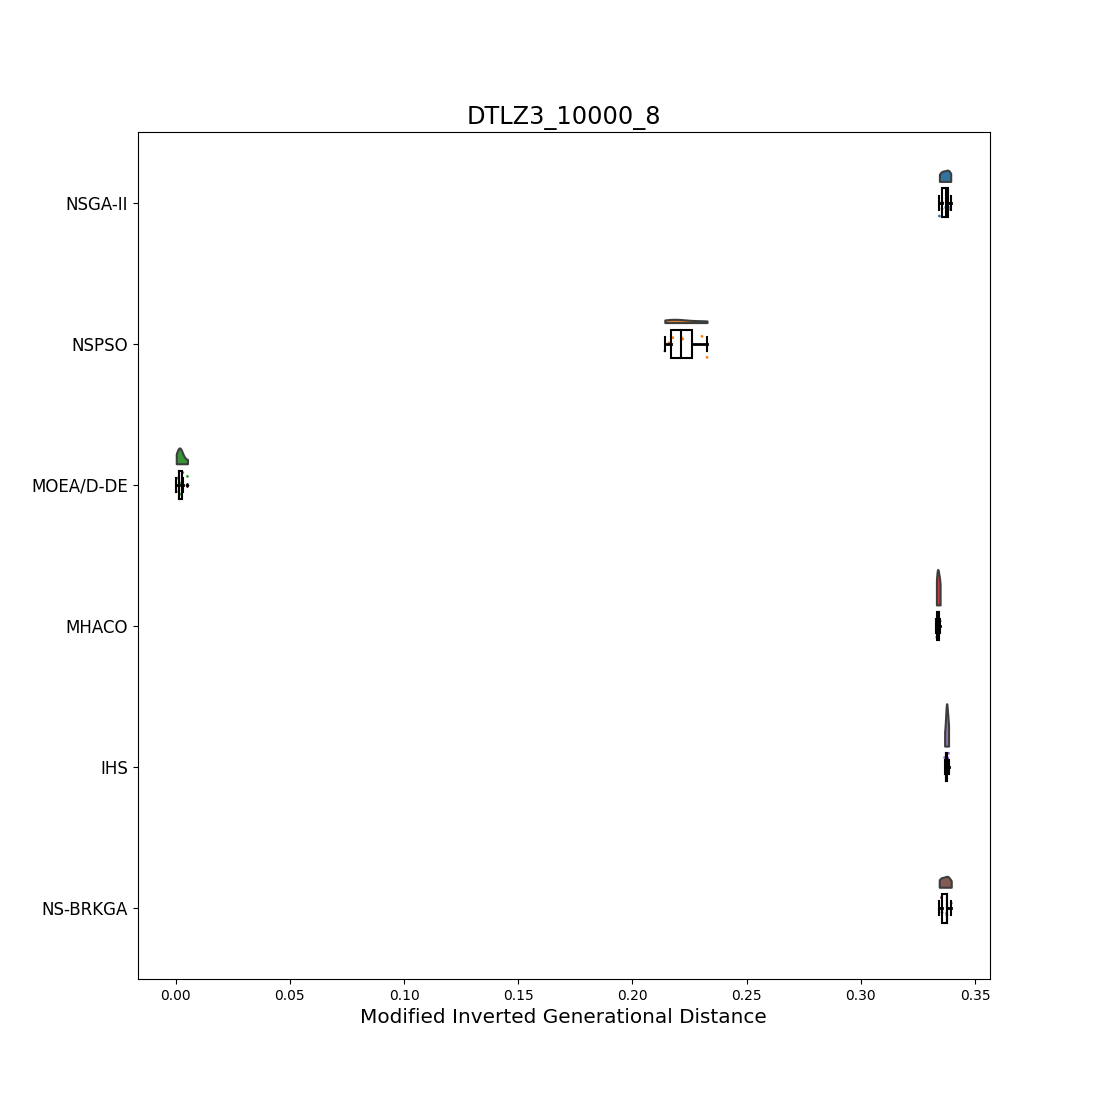 DTLZ3_10000_8
NSGA-II
NSPSO
MOEA/D-DE
MHACO
IHS
NS-BRKGA
0.00 0.05 0.10 0.15 0.20 0.25 0.30 0.35
Modified Inverted Generational Distance